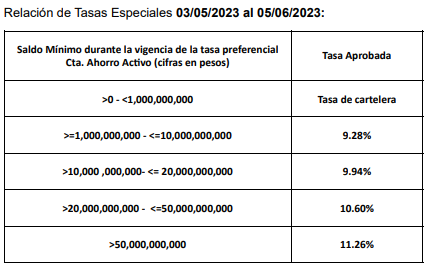 Relación de Tasas Especiales 03/05/2023 al 05/06/2023:
Saldo Mínimo durante la vigencia de la tasa preferencial
Cta. Ahorro Activo (cifras en pesos)
Tasa Aprobada
>0 - <1,000,000,000
Tasa de cartelera
>=1,000,000,000 - <=10,000,000,000
9.28%
>10,000 ,000,000- <= 20,000,000,000
9.94%
>20,000,000,000 - <=50,000,000,000
10.60%
>50,000,000,000
11.26%